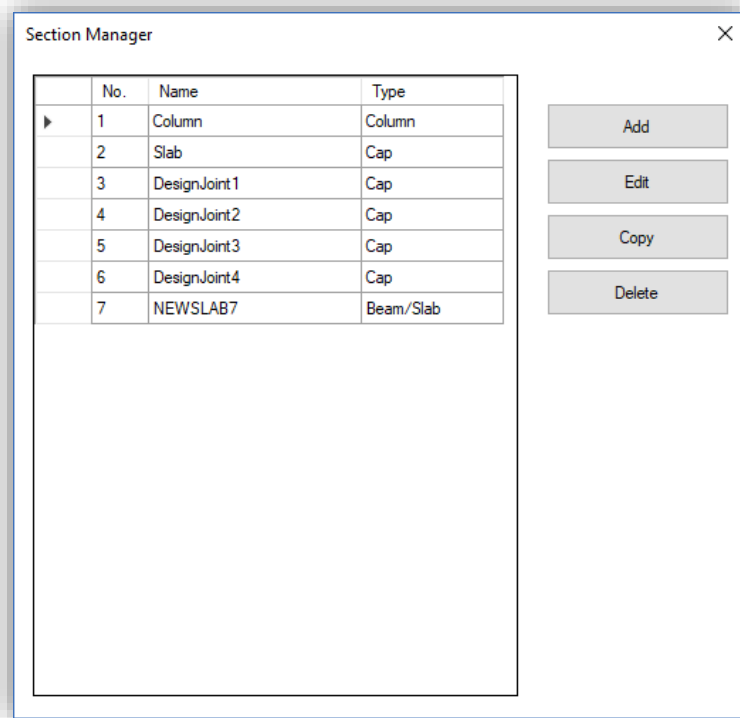 Section Manager
No. Name Type
1 Column Column
2 Slab Cap
3 DesignJoint1 Cap
4 DesignJoint2 Cap
5 DesignJoint3 Cap
6 DesignJoint4 Cap
7 NEWSLAB7 Beam/Slab
Add
Edit
Copy
Delete